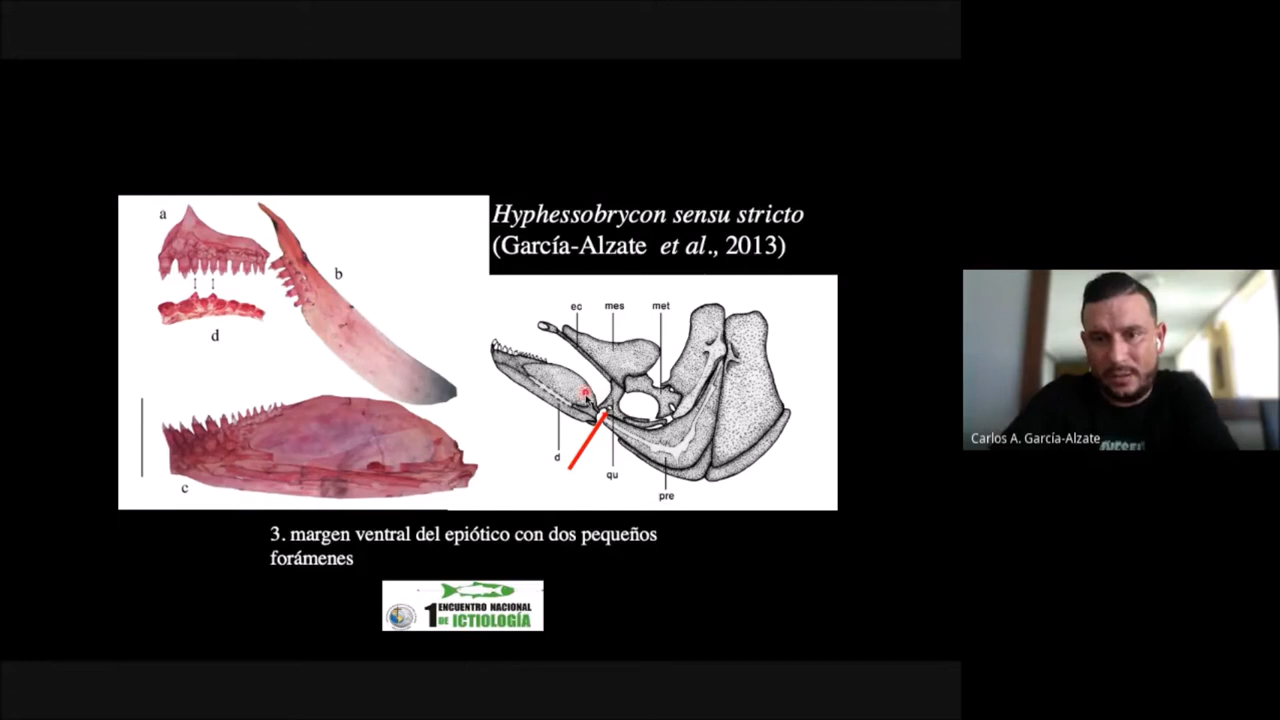 a
b
d
c
Hyphessobrycon sensu stricto
(García-Alzate et al., 2013)
ec mes met
d
qu
pre
3. margen ventral del epiótico con dos pequeños
forámenes
1 ENCUENTRO NACIONAL
DE ICTIOLOGÍA
Carlos A. García-Alzate